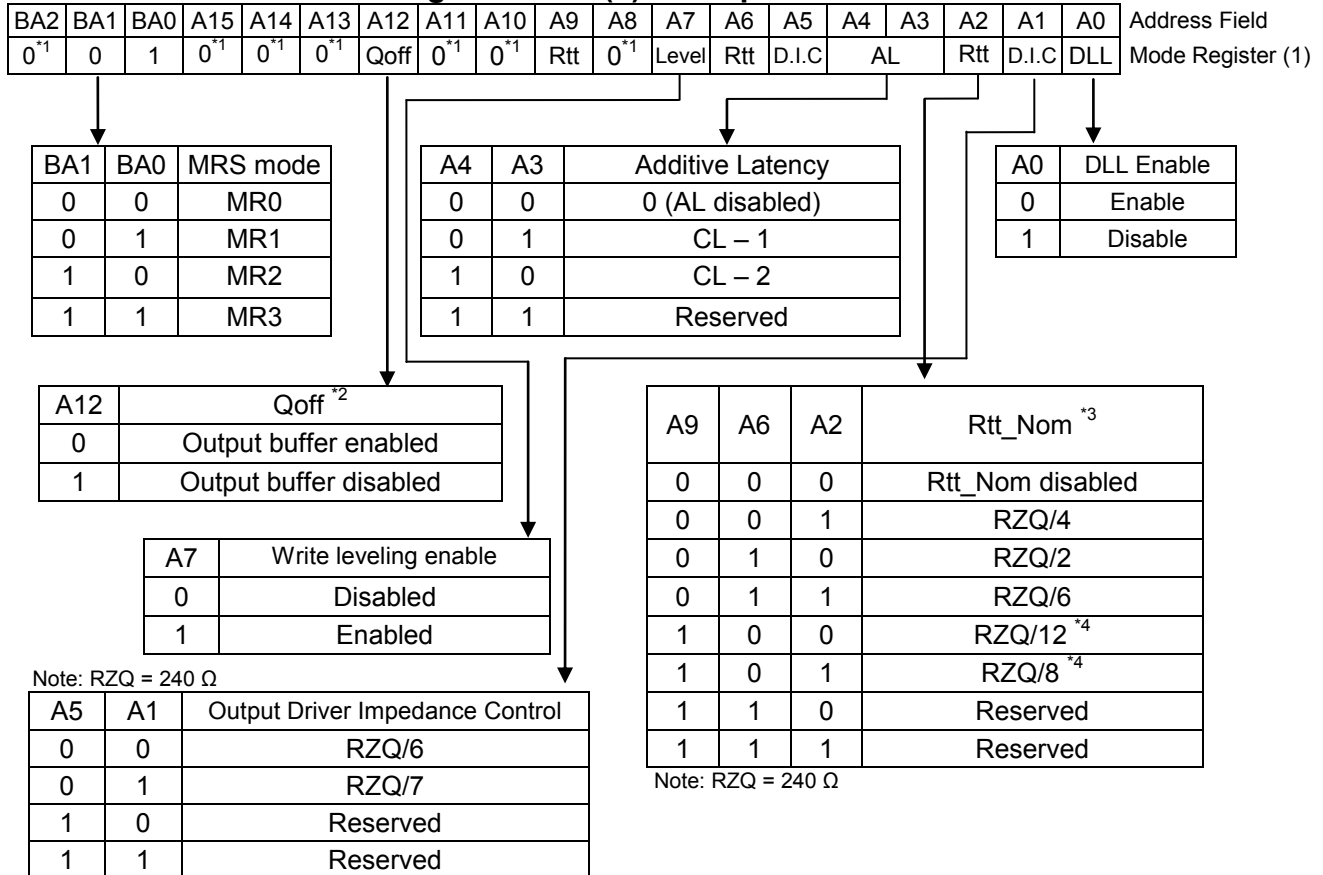 BA2 BA1 BA0 A15 A14 A13 A12 A11 A10 A9 A8 A7 A6 A5 A4 A3 A2 A1 A0 Address Field
0*1 0 1 0*1 0*1 0*1 Qoff 0*1 0*1 Rtt 0*1 Level Rtt D.I.C AL Rtt D.I.C DLL Mode Register (1)
BA1 BA0 MRS mode
0 0 MR0
0 1 MR1
1 0 MR2
1 1 MR3
A4 A3 Additive Latency
0 0 0 (AL disabled)
0 1 CL – 1
1 0 CL – 2
1 1 Reserved
A0 DLL Enable
0 Enable
1 Disable
A12 Qoff *2
0 Output buffer enabled
1 Output buffer disabled
A9 A6 A2 Rtt_Nom *3
0 0 0 Rtt_Nom disabled
0 0 1 RZQ/4
0 1 0 RZQ/2
0 1 1 RZQ/6
1 0 0 RZQ/12 *4
1 0 1 RZQ/8 *4
1 1 0 Reserved
1 1 1 Reserved
Note: RZQ = 240 Ω
A7 Write leveling enable
0 Disabled
1 Enabled
Note: RZQ = 240 Ω
A5 A1 Output Driver Impedance Control
0 0 RZQ/6
0 1 RZQ/7
1 0 Reserved
1 1 Reserved